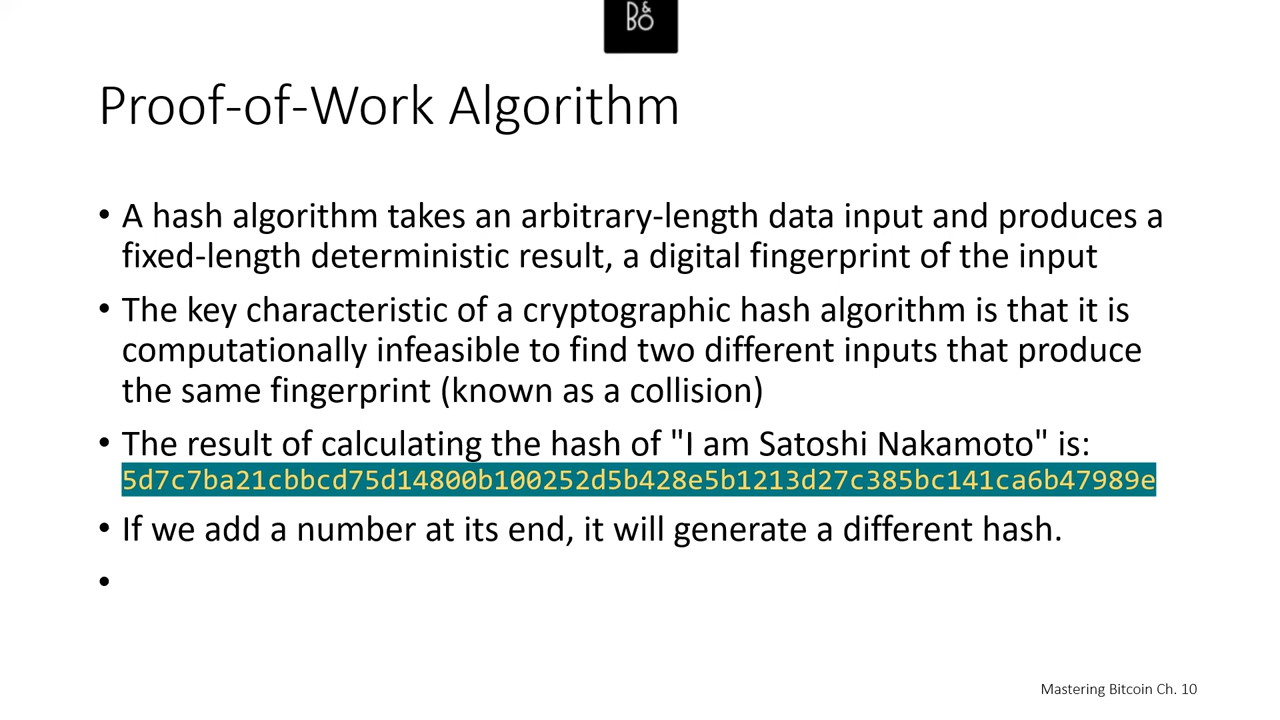 D&
BO
Proof-of-Work Algorithm
• A hash algorithm takes an arbitrary-length data input and produces a
fixed-length deterministic result, a digital fingerprint of the input
• The key characteristic of a cryptographic hash algorithm is that it is
computationally infeasible to find two different inputs that produce
the same fingerprint (known as a collision)
• The result of calculating the hash of "I am Satoshi Nakamoto" is:
5d7c7ba21cbbcd75d14800b100252d5b428e5b1213d27c385bc141ca6b47989e
• If we add a number at its end, it will generate a different hash.
•
Mastering Bitcoin Ch. 10